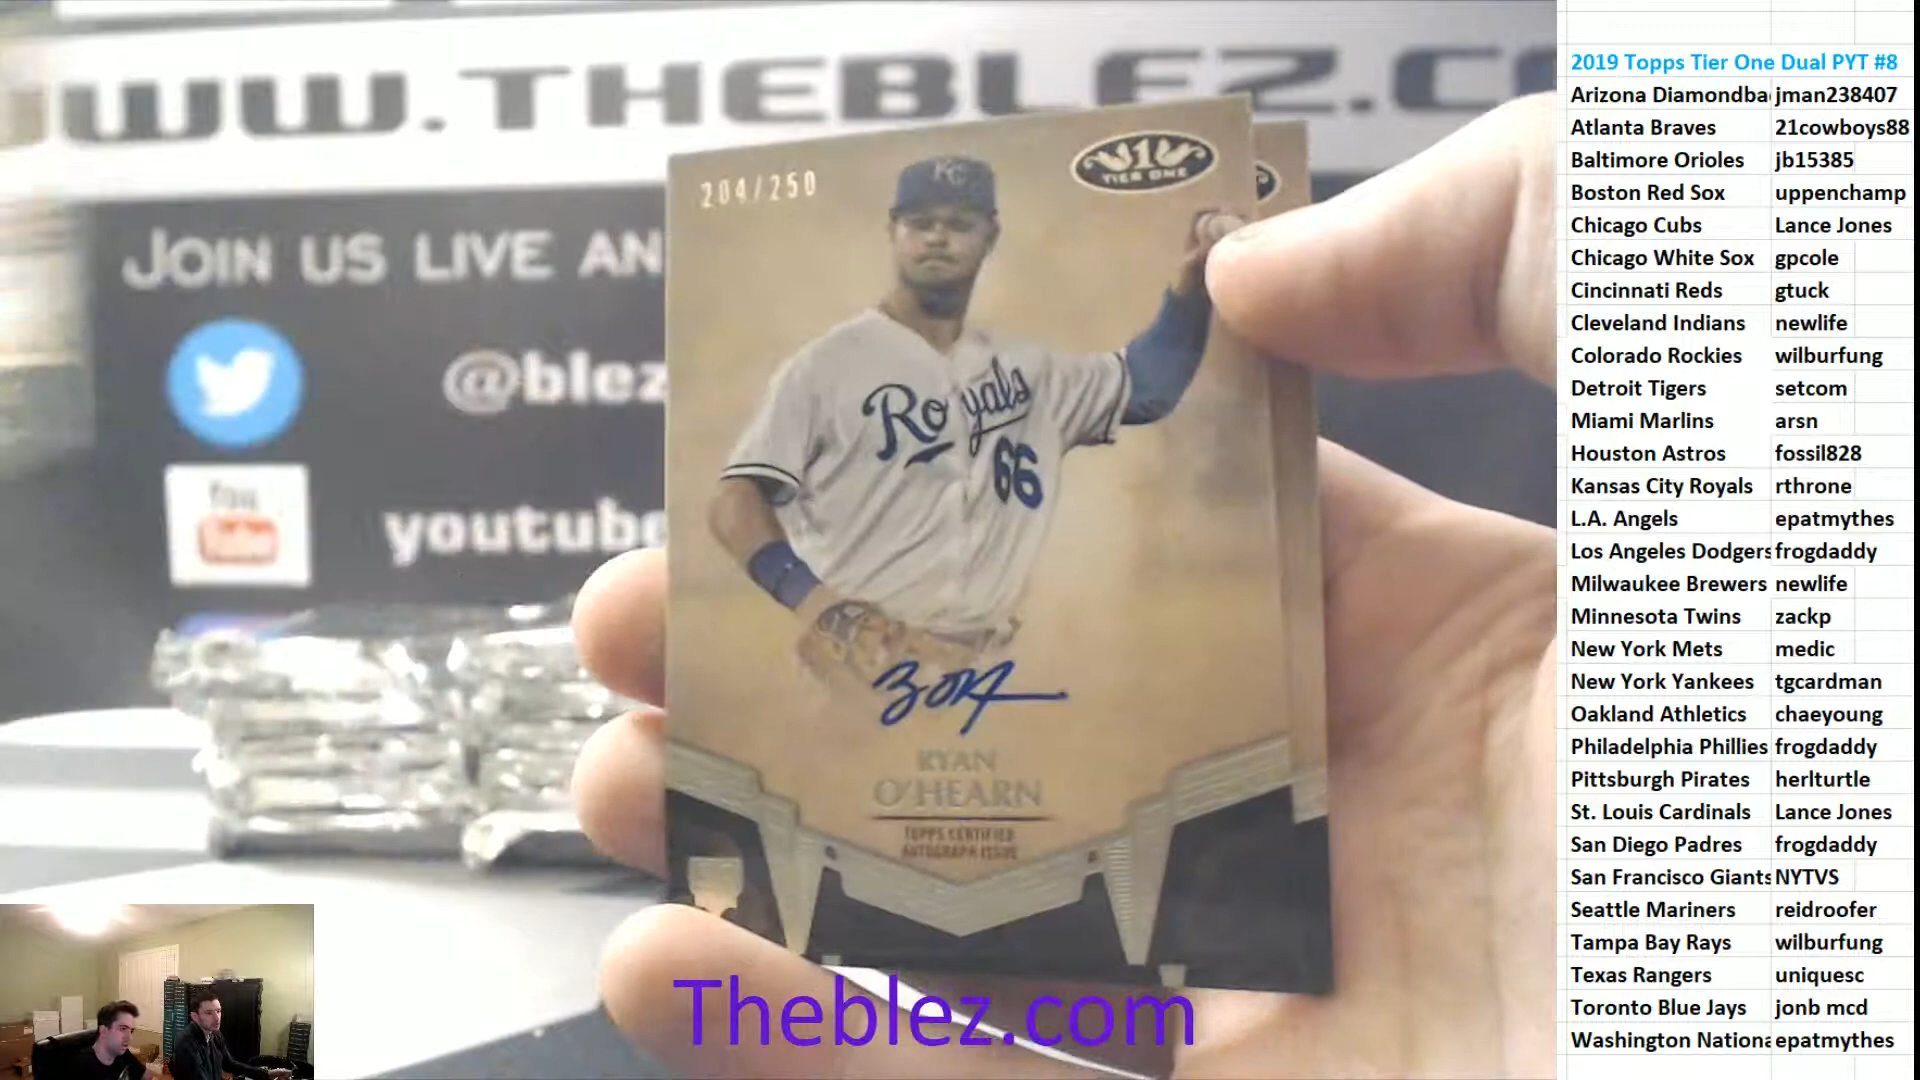 WWW.THEBLEZ.C
JOIN US LIVE AN
@blez
You
Tube
youtube
204/250
1
TIER ONE
KC
Royals
66
RYAN
O'HEARN
TOPPS CERTIFIED
AUTOGRAPH ISSUE
Theblez.com
2019 Topps Tier One Dual PYT #8
Arizona Diamondba jman238407
Atlanta Braves 21cowboys88
Baltimore Orioles jb15385
Boston Red Sox uppenchamp
Chicago Cubs Lance Jones
Chicago White Sox gpcole
Cincinnati Reds gtuck
Cleveland Indians newlife
Colorado Rockies wilburfung
Detroit Tigers setcom
Miami Marlins arsn
Houston Astros fossil828
Kansas City Royals rthrone
L.A. Angels epatmythes
Los Angeles Dodgers frogdaddy
Milwaukee Brewers newlife
Minnesota Twins zackp
New York Mets medic
New York Yankees tgcardman
Oakland Athletics chaeyoung
Philadelphia Phillies frogdaddy
Pittsburgh Pirates herlturtle
St. Louis Cardinals Lance Jones
San Diego Padres frogdaddy
San Francisco Giants NYTVS
Seattle Mariners reidroofer
Tampa Bay Rays wilburfung
Texas Rangers uniquesc
Toronto Blue Jays jonb mcd
Washington Nationa epatmythes